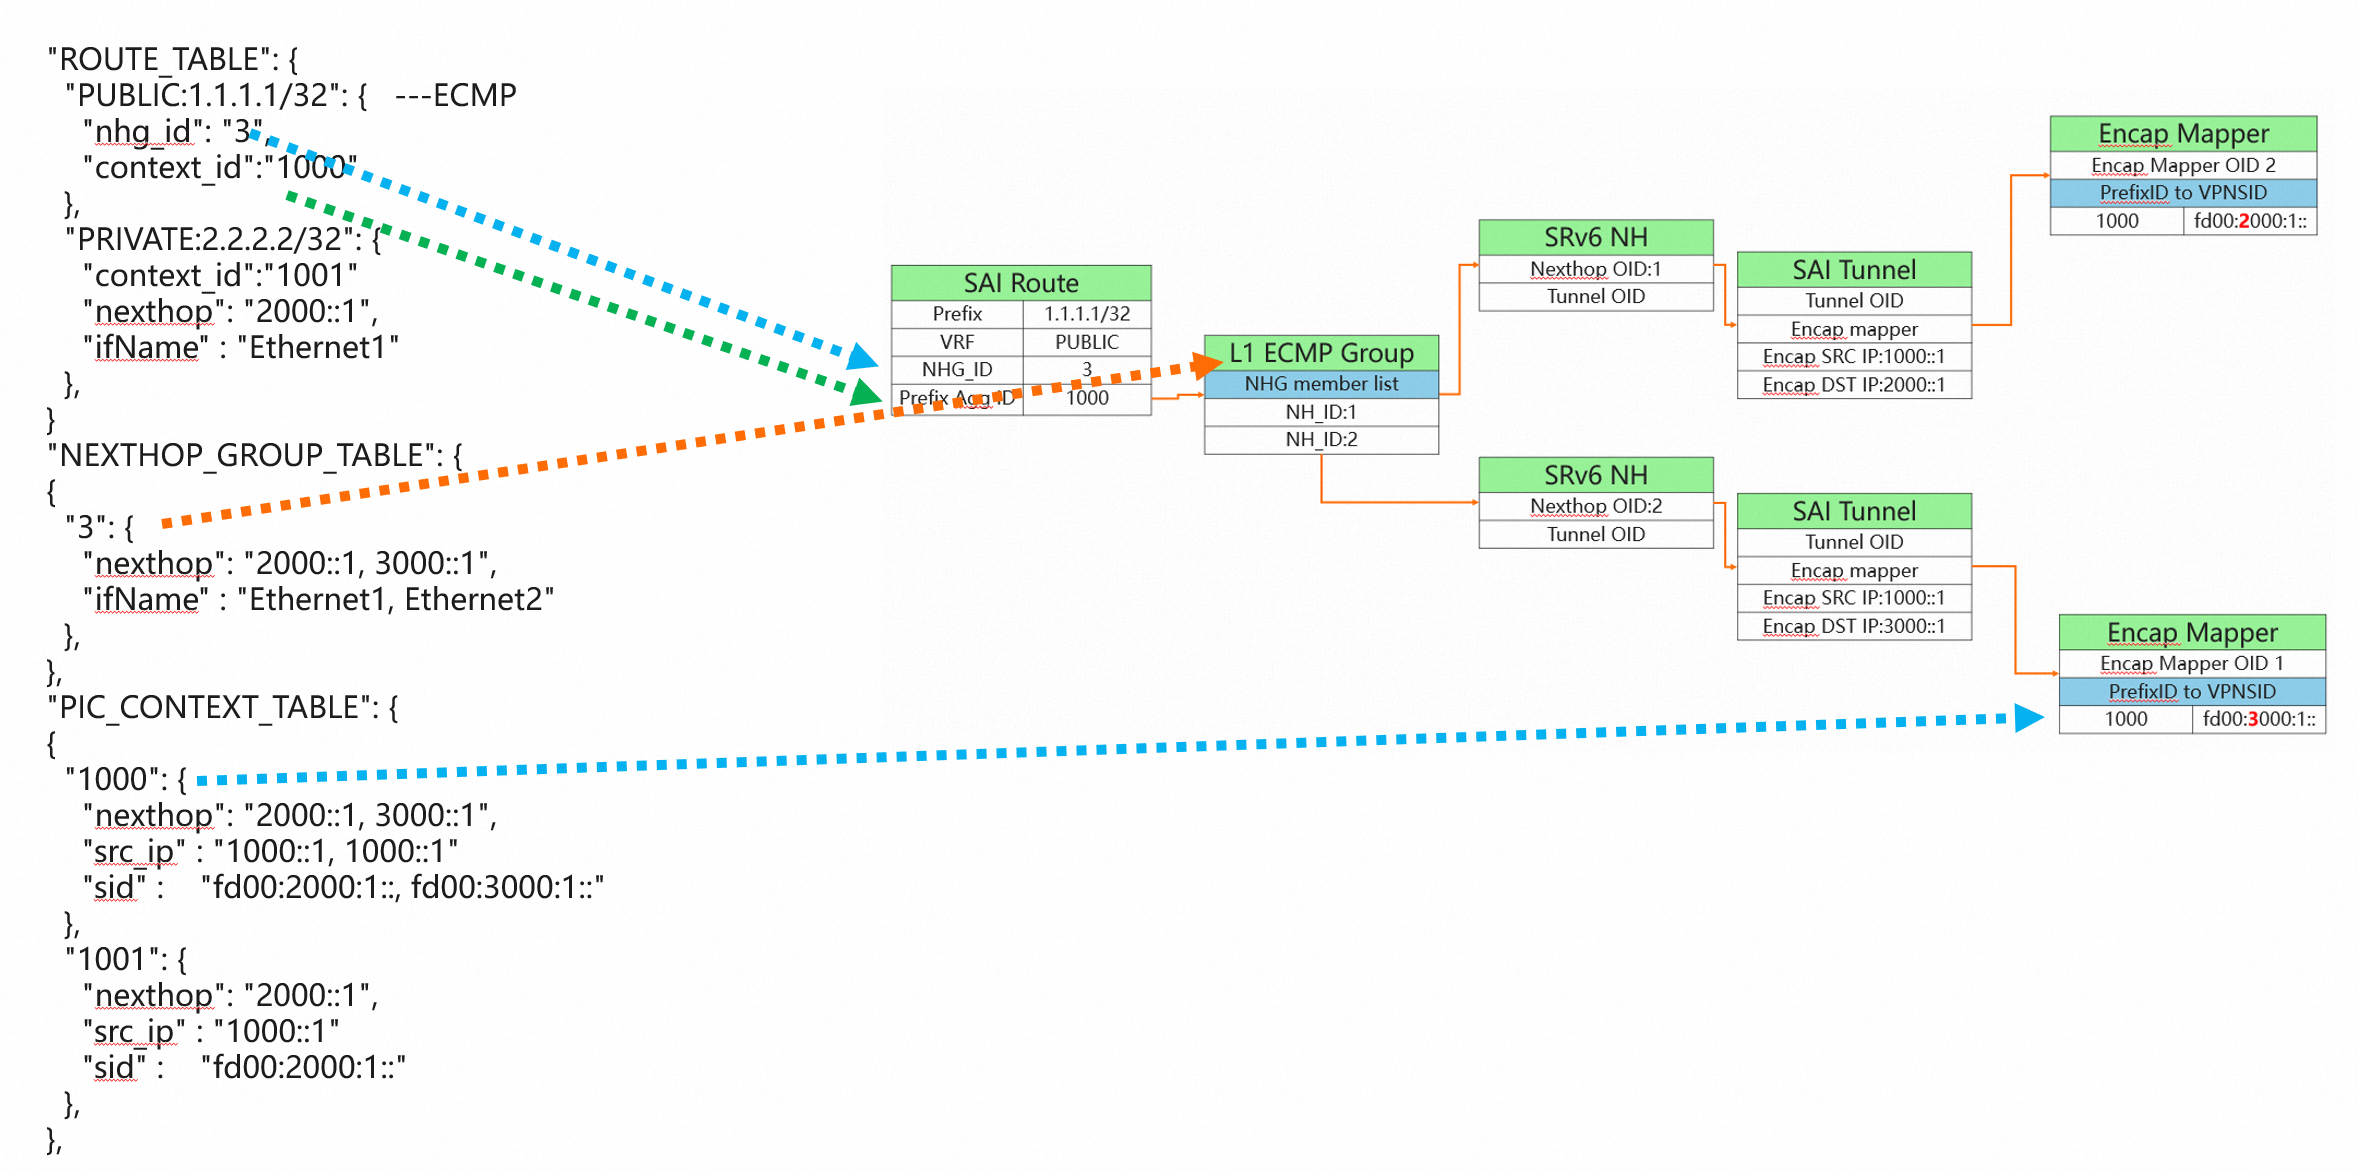 "ROUTE_TABLE": {
"PUBLIC:1.1.1.1/32": {   ---ECMP
"nhg_id": "3",
"context_id":"1000"
},
"PRIVATE:2.2.2.2/32": {
"context_id":"1001"
"nexthop": "2000::1",
"ifName" : "Ethernet1"
},
}
"NEXTHOP_GROUP_TABLE": {
{
"3": {
"nexthop": "2000::1, 3000::1",
"ifName" : "Ethernet1, Ethernet2"
},
},
"PIC_CONTEXT_TABLE": {
{
"1000": {
"nexthop": "2000::1, 3000::1",
"src_ip" : "1000::1, 1000::1"
"sid" :    "fd00:2000:1::, fd00:3000:1::"
},
"1001": {
"nexthop": "2000::1",
"src_ip" : "1000::1"
"sid" :    "fd00:2000:1::"
},
},
SAI Route
Prefix 1.1.1.1/32
VRF PUBLIC
NHG_ID 3
Prefix Agg ID 1000
L1 ECMP Group
NHG member list
NH_ID:1
NH_ID:2
SRv6 NH
Nexthop OID:1
Tunnel OID
SAI Tunnel
Tunnel OID
Encap mapper
Encap SRC IP:1000::1
Encap DST IP:2000::1
Encap Mapper
Encap Mapper OID 2
PrefixID to VPNSID
1000 fd00:2000:1::
SRv6 NH
Nexthop OID:2
Tunnel OID
SAI Tunnel
Tunnel OID
Encap mapper
Encap SRC IP:1000::1
Encap DST IP:3000::1
Encap Mapper
Encap Mapper OID 1
PrefixID to VPNSID
1000 fd00:3000:1::